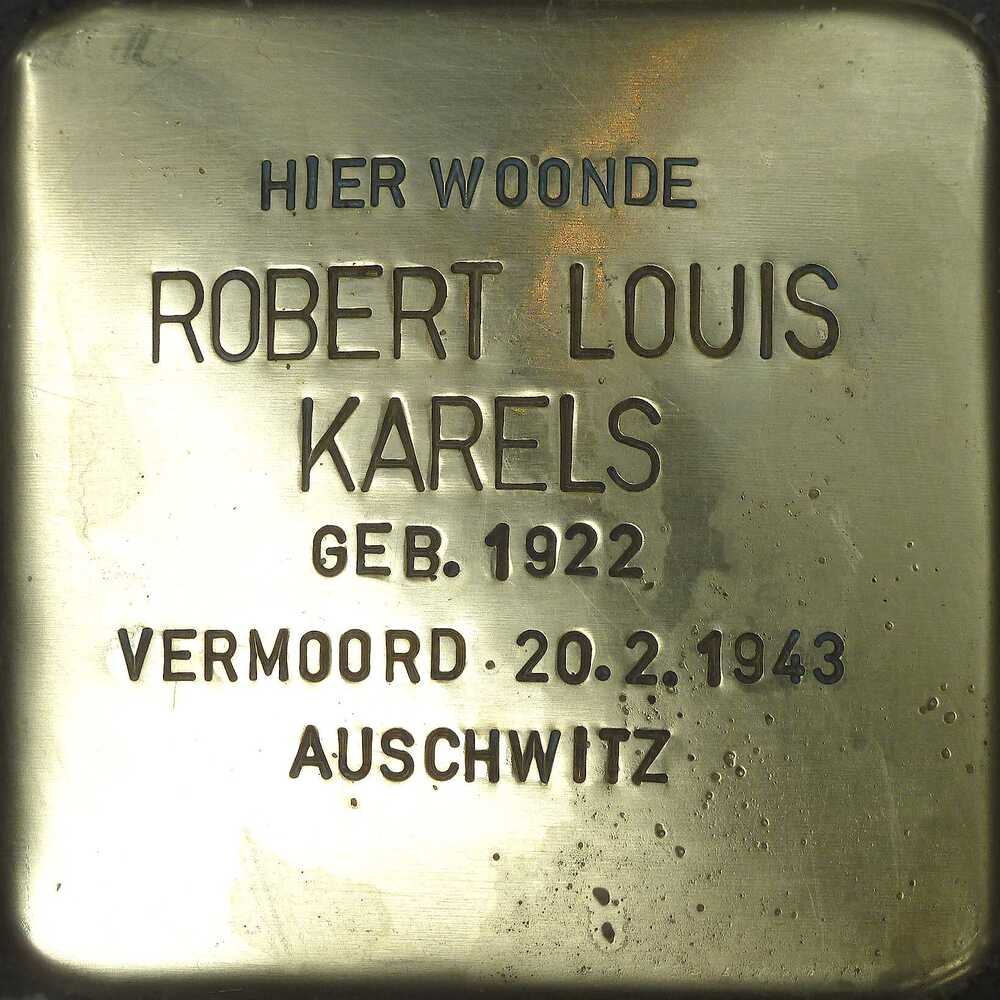 HIER WOONDE
ROBERT LOUIS
KARELS
GEB. 1922
VERMOORD 20.2.1943
AUSCHWITZ